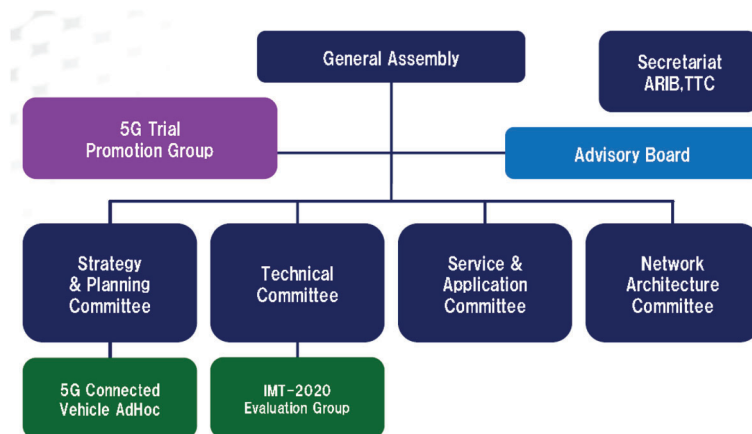 General Assembly
Secretariat
ARIB,TTC
5G Trial
Promotion Group
Advisory Board
Strategy
& Planning
Committee
Technical
Committee
Service &
Application
Committee
Network
Architecture
Committee
5G Connected
Vehicle AdHoc
IMT-2020
Evaluation Group